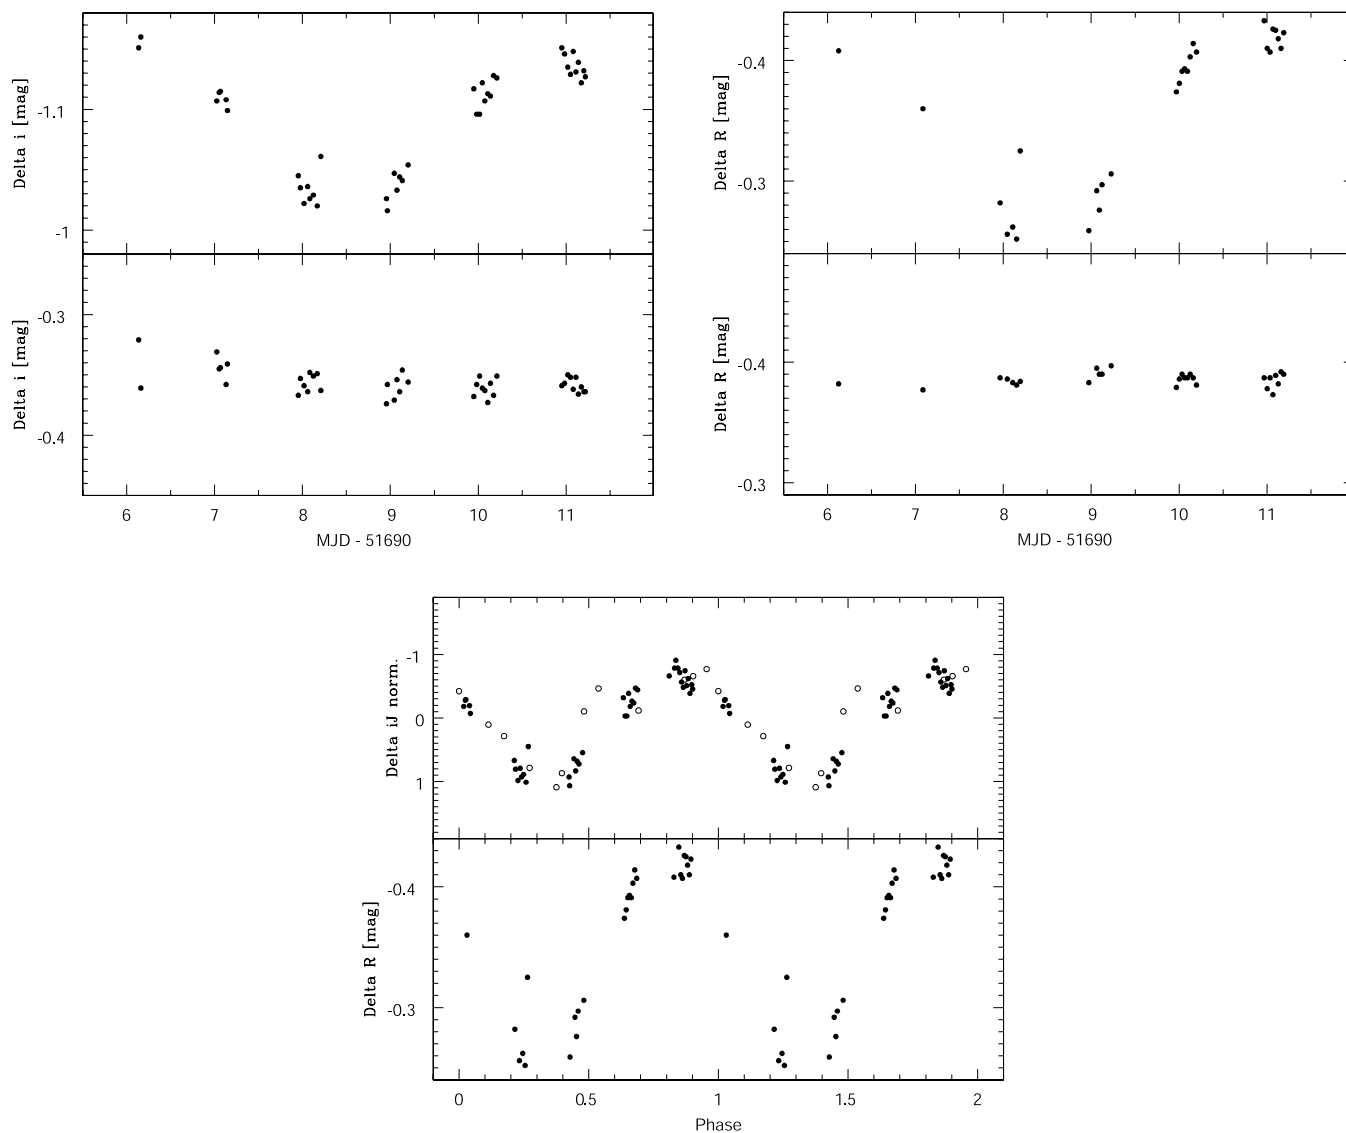 Delta i [mag]
-1.1
-1
Delta i [mag]
-0.3
-0.4
6 7 8 9 10 11
MJD - 51690
Delta R [mag]
-0.4
-0.3
Delta R [mag]
-0.4
-0.3
6 7 8 9 10 11
MJD - 51690
Delta iJ norm.
-1
0
1
Delta R [mag]
-0.4
-0.3
0 0.5 1 1.5 2
Phase